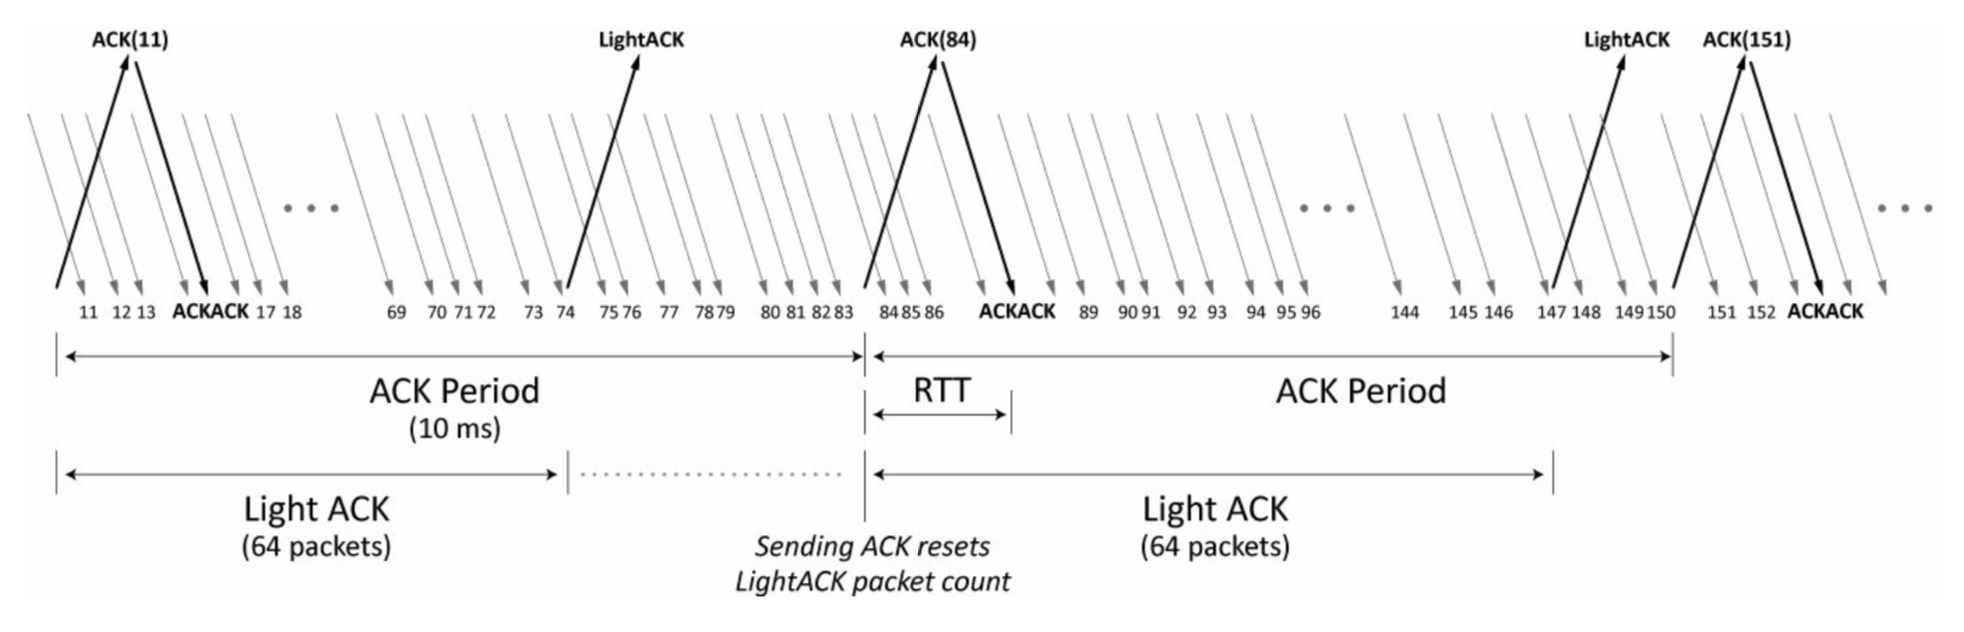 ACK(11) LightACK ACK(84) LightACK ACK(151)
11 12 13 ACKACK 17 18 69 70 71 72 73 74 75 76 77 78 79 80 81 82 83 84 85 86 ACKACK 89 90 91 92 93 94 95 96 144 145 146 147 148 149 150 151 152 ACKACK
ACK Period RTT ACK Period
(10 ms)
Light ACK Light ACK
(64 packets) Sending ACK resets (64 packets)
LightACK packet count